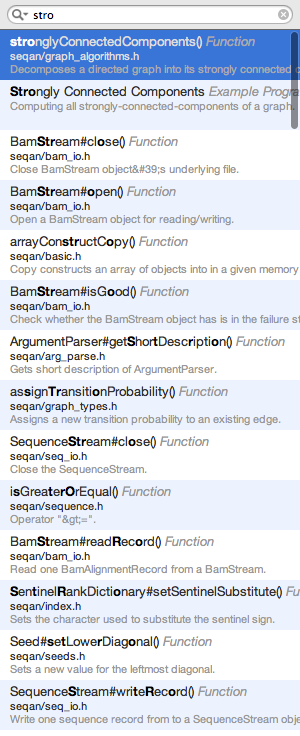 stro
stronglyConnectedComponents() Function
seqan/graph_algorithms.h
Decomposes a directed graph into its strongly connected
Strongly Connected Components Example
Computing all strongly-connected-components of a graph.
BamStream#close() Function
seqan/bam_io.h
Close BamStream object&#39;s underlying file.
BamStream#open() Function
seqan/bam_io.h
Open a BamStream object for reading/writing.
arrayConstructCopy() Function
seqan/basic.h
Copy constructs an array of objects into in a given memory
BamStream#isGood() Function
seqan/bam_io.h
Check whether the BamStream object has is in the failure
ArgumentParser#getShortDescription() Function
seqan/arg_parse.h
Gets short description of ArgumentParser.
assignTransitionProbability() Function
seqan/graph_types.h
Assigns a new transition probability to an existing edge.
SequenceStream#close() Function
seqan/seq_io.h
Close the SequenceStream.
isGreaterOrEqual() Function
seqan/sequence.h
Operator "&gt;=".
BamStream#readRecord() Function
seqan/bam_io.h
Read one BamAlignmentRecord from a BamStream.
SentinelRankDictionary#setSentinelSubstitute()
seqan/index.h
Sets the character used to substitute the sentinel sign.
Seed#setLowerDiagonal() Function
seqan/seeds.h
Sets a new value for the leftmost diagonal.
SequenceStream#writeRecord() Function
seqan/seq_io.h
Write one sequence record from to a SequenceStream